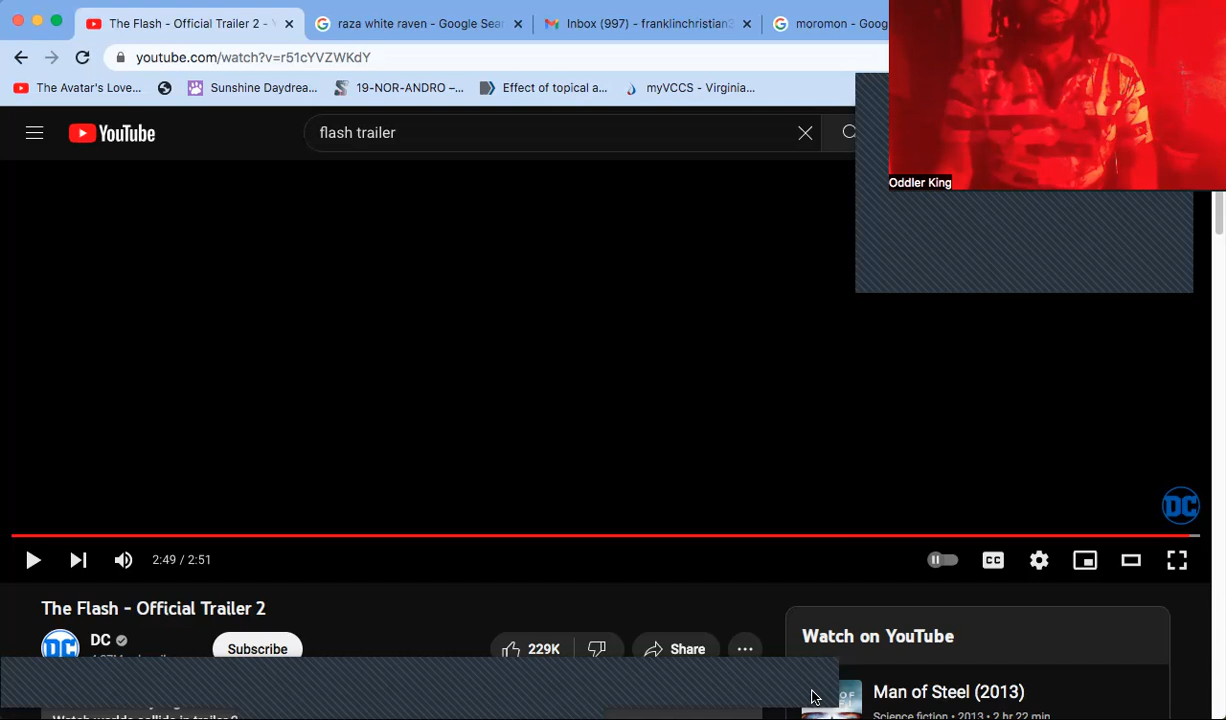 The Flash - Official Trailer 2 - Y
raza white raven - Google Sear
Inbox (997) - franklinchristian3
moromon - Goog
youtube.com/watch?v=r51cYVZWKdY
The Avatar's Love...
Sunshine Daydrea...
19-NOR-ANDRO –...
Effect of topical a...
myVCCS - Virginia...
YouTube
flash trailer
Oddler King
DC
2:49 / 2:51
CC
The Flash - Official Trailer 2
DC
DC
Subscribe
229K
Share
Watch on YouTube
Man of Steel (2013)
Science fiction • 2013 • 2 hr 22 min